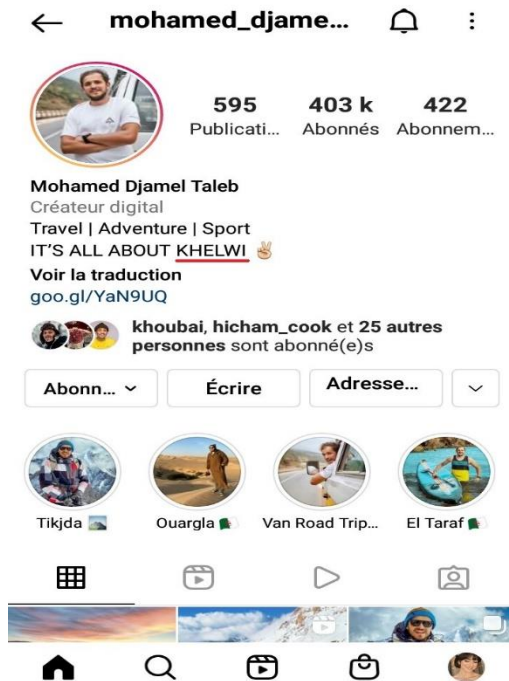 mohamed_djame...
595 403 k 422
Publicati... Abonnés Abonnem...
Mohamed Djamel Taleb
Créateur digital
Travel | Adventure | Sport
IT'S ALL ABOUT KHELWI ✌🏼
Voir la traduction
goo.gl/YaN9UQ
khoubai, hicham_cook et 25 autres
personnes sont abonné(e)s
Abonn... Écrire Adresse...
Tikjda 🏞 Ouargla 🇩🇿 Van Road Trip... El Taraf 🇩🇿